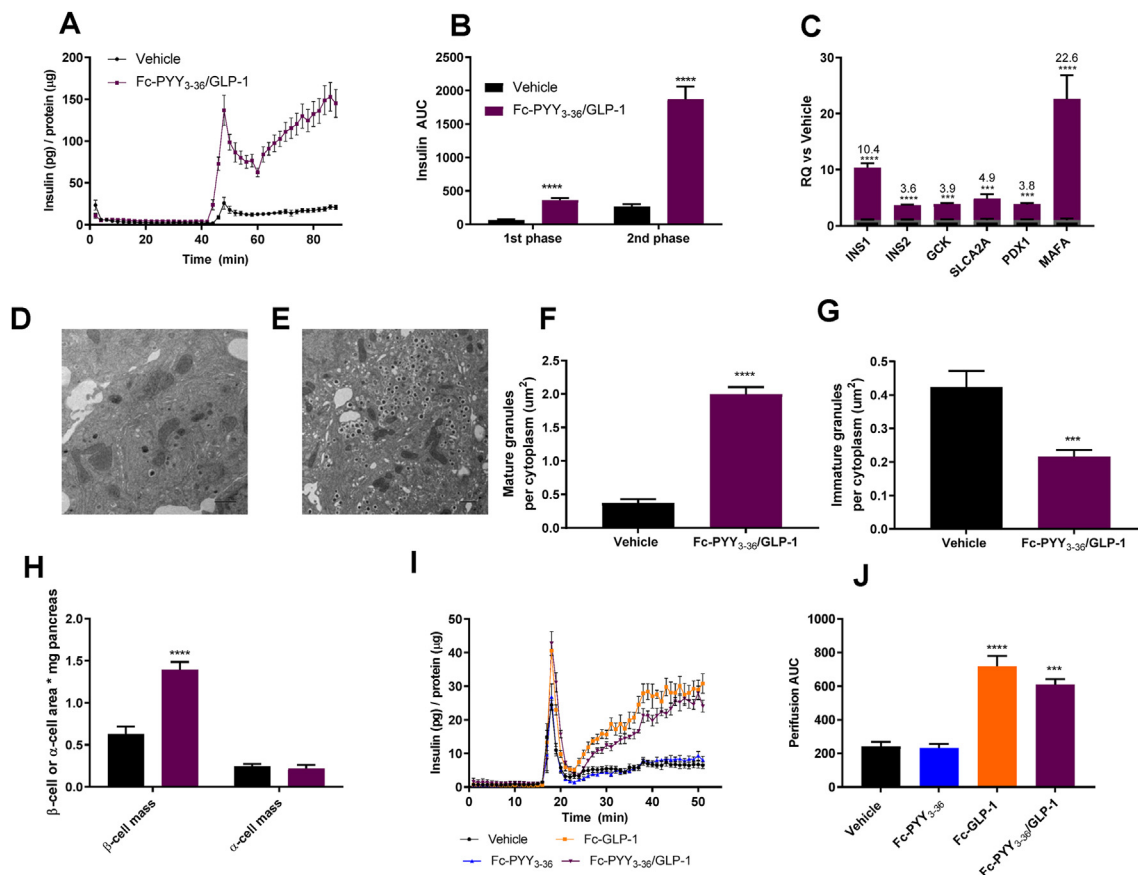 A
Vehicle
Fc-PYY3-36/GLP-1
Insulin (pg) / protein (μg)
200
150
100
50
0
0 20 40 60 80
Time (min)
B
Vehicle
Fc-PYY3-36/GLP-1
Insulin AUC
2500
2000
1500
1000
500
0
****
****
1st phase
2nd phase
C
RQ vs Vehicle
30
20
10
0
10.4
****
3.6
****
3.9
***
4.9
***
3.8
***
22.6
****
INS1
INS2
GCK
SLCA2A
PDX1
MAFA
D
E
F
Mature granules
per cytoplasm (um2)
2.5
2.0
1.5
1.0
0.5
0.0
****
Vehicle
Fc-PYY3-36/GLP-1
G
Immature granules
per cytoplasm (um2)
0.5
0.4
0.3
0.2
0.1
0.0
***
Vehicle
Fc-PYY3-36/GLP-1
H
β-cell or α-cell area * mg pancreas
2.0
1.5
1.0
0.5
0.0
****
β-cell mass
α-cell mass
I
Insulin (pg) / protein (μg)
50
40
30
20
10
0
0 10 20 30 40 50
Time (min)
Vehicle
Fc-GLP-1
Fc-PYY3-36
Fc-PYY3-36/GLP-1
J
Perifusion AUC
1000
800
600
400
200
0
****
***
Vehicle
Fc-PYY3-36
Fc-GLP-1
Fc-PYY3-36/GLP-1